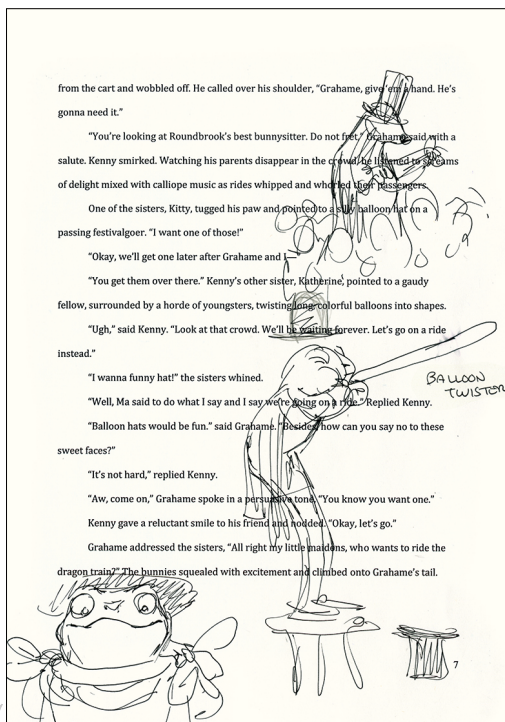 from the cart and wobbled off. He called over his shoulder, “Grahame, give ’em a hand. He’s
gonna need it.”
“You’re looking at Roundbrook’s best bunnysitter. Do not fret.” Grahame said with a
salute. Kenny smirked. Watching his parents disappear in the crowd, he listened to screams
of delight mixed with calliope music as rides whipped and whorled their passengers.
One of the sisters, Kitty, tugged his paw and pointed to a silly balloon hat on a
passing festivalgoer. “I want one of those!”
“Okay, we’ll get one later after Grahame and I—”
“You get them over there.” Kenny’s other sister, Katherine, pointed to a gaudy
fellow, surrounded by a horde of youngsters, twisting long colorful balloons into shapes.
“Ugh,” said Kenny. “Look at that crowd. We’ll be waiting forever. Let’s go on a ride
instead.”
“I wanna funny hat!” the sisters whined.
BALLOON
TWISTER
“Well, Ma said to do what I say and I say we’re going on a ride.” Replied Kenny.
“Balloon hats would be fun.” said Grahame. “Besides, how can you say no to these
sweet faces?”
“It’s not hard,” replied Kenny.
“Aw, come on,” Grahame spoke in a persuasive tone. “You know you want one.”
Kenny gave a reluctant smile to his friend and nodded. “Okay, let’s go.”
Grahame addressed the sisters, “All right my little maidens, who wants to ride the
dragon train?” The bunnies squealed with excitement and climbed onto Grahame’s tail.
7